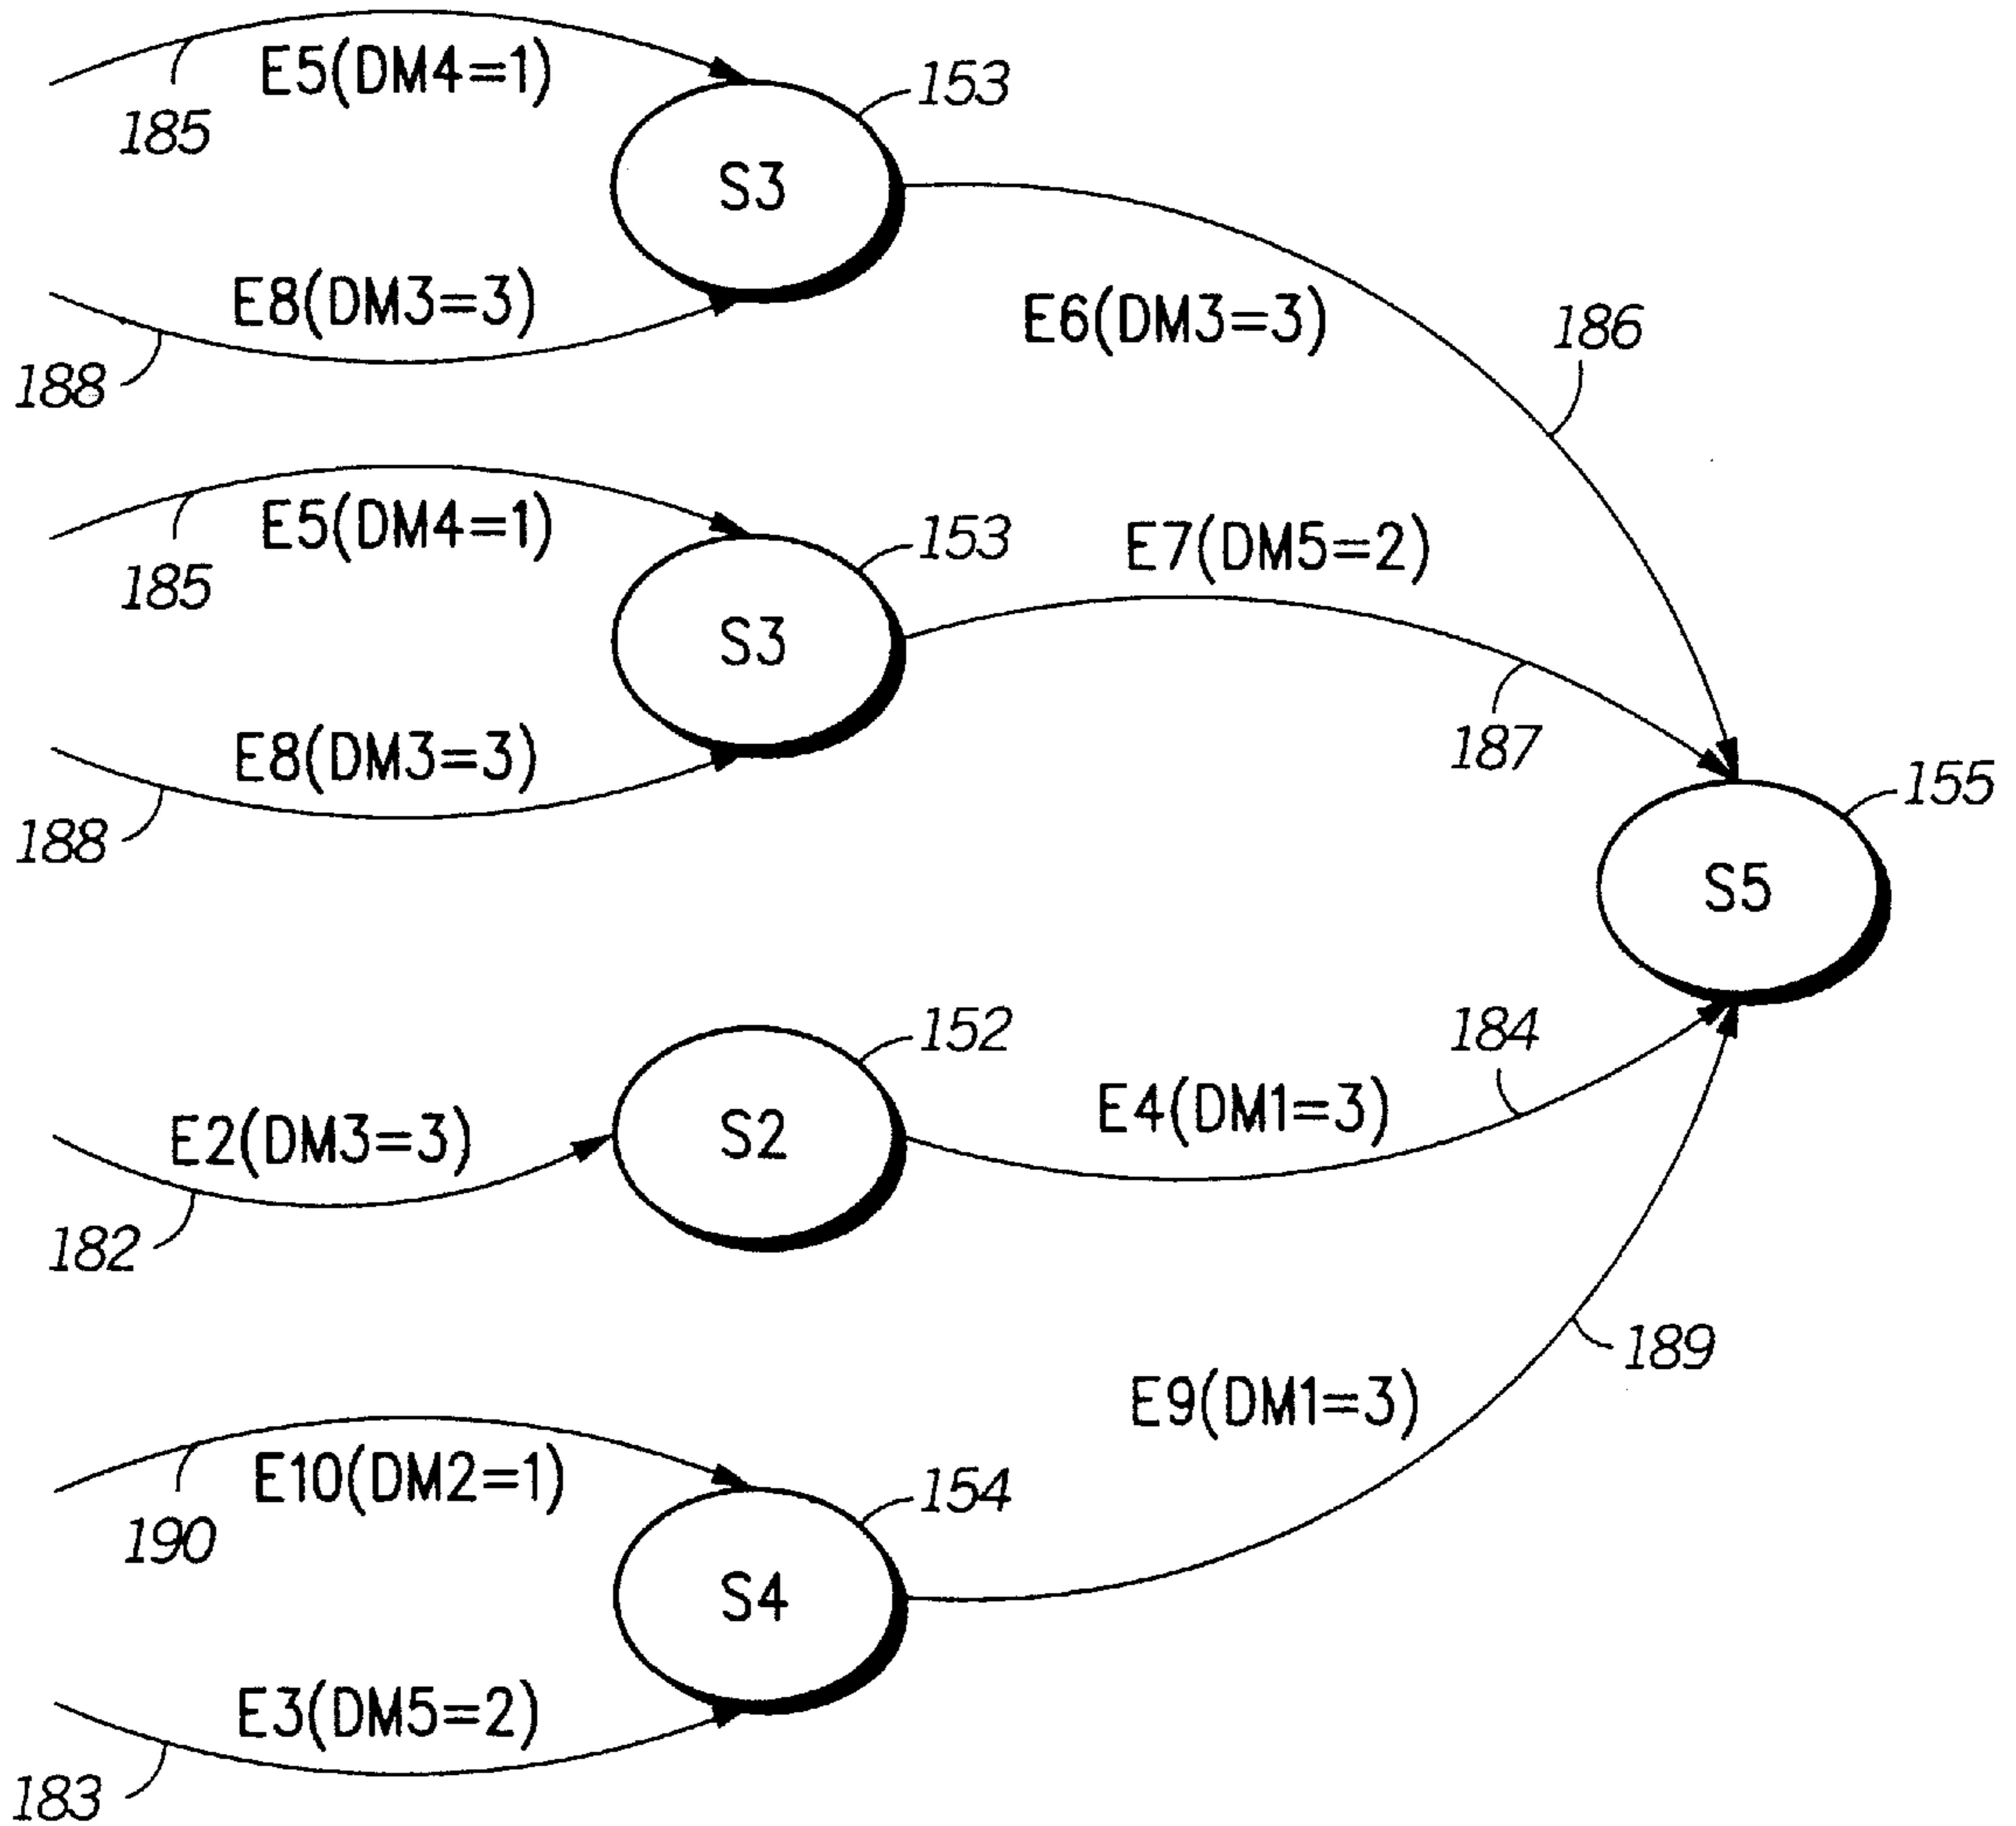 E5(DM4=1)
153
185
S3
E8(DM3=3)
E6(DM3=3)
186
188
E5(DM4=1)
153
E7(DM5=2)
185
S3
E8(DM3=3)
187
155
188
S5
152
184
E4(DM1=3)
E2(DM3=3)
S2
182
189
E9(DM1=3)
E10(DM2=1)
154
190
S4
E3(DM5=2)
183